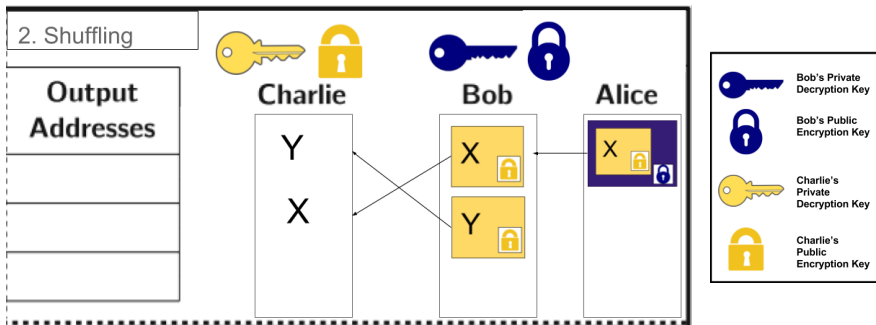 2. Shuffling
Output
Addresses
Charlie
Bob
Alice
Y
X
X
Y
X
Bob's Private
Decryption Key
Bob's Public
Encryption Key
Charlie's
Private
Decryption Key
Charlie's
Public
Encryption Key